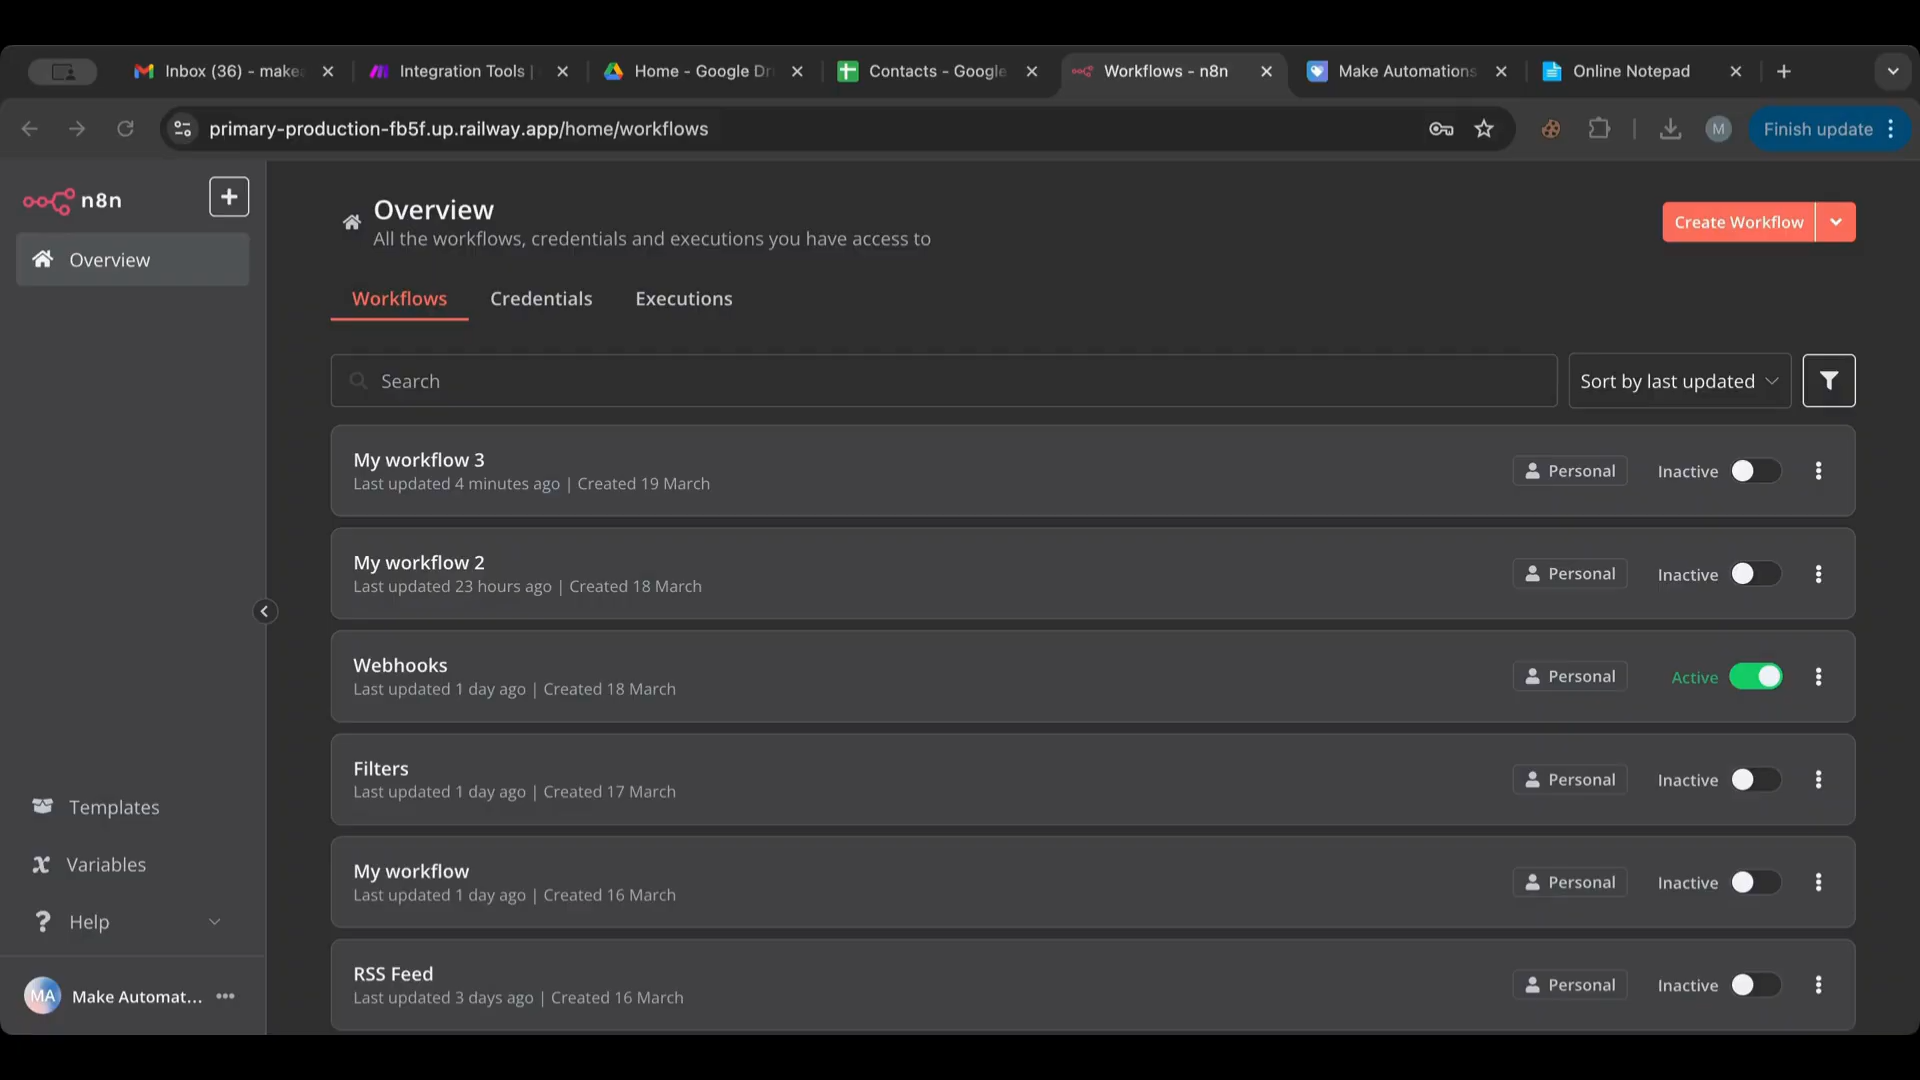 Inbox (36) - make
Integration Tools |
Home - Google Dri
Contacts - Google
Workflows - n8n
Make Automations
Online Notepad
primary-production-fb5f.up.railway.app/home/workflows
M
Finish update
n8n
Overview
Overview
All the workflows, credentials and executions you have access to
Create Workflow
Workflows
Credentials
Executions
Search
Sort by last updated
My workflow 3
Last updated 4 minutes ago | Created 19 March
Personal
Inactive
My workflow 2
Last updated 23 hours ago | Created 18 March
Personal
Inactive
Webhooks
Last updated 1 day ago | Created 18 March
Personal
Active
Filters
Last updated 1 day ago | Created 17 March
Personal
Inactive
My workflow
Last updated 1 day ago | Created 16 March
Personal
Inactive
RSS Feed
Last updated 3 days ago | Created 16 March
Personal
Inactive
Templates
Variables
Help
MA
Make Automat...